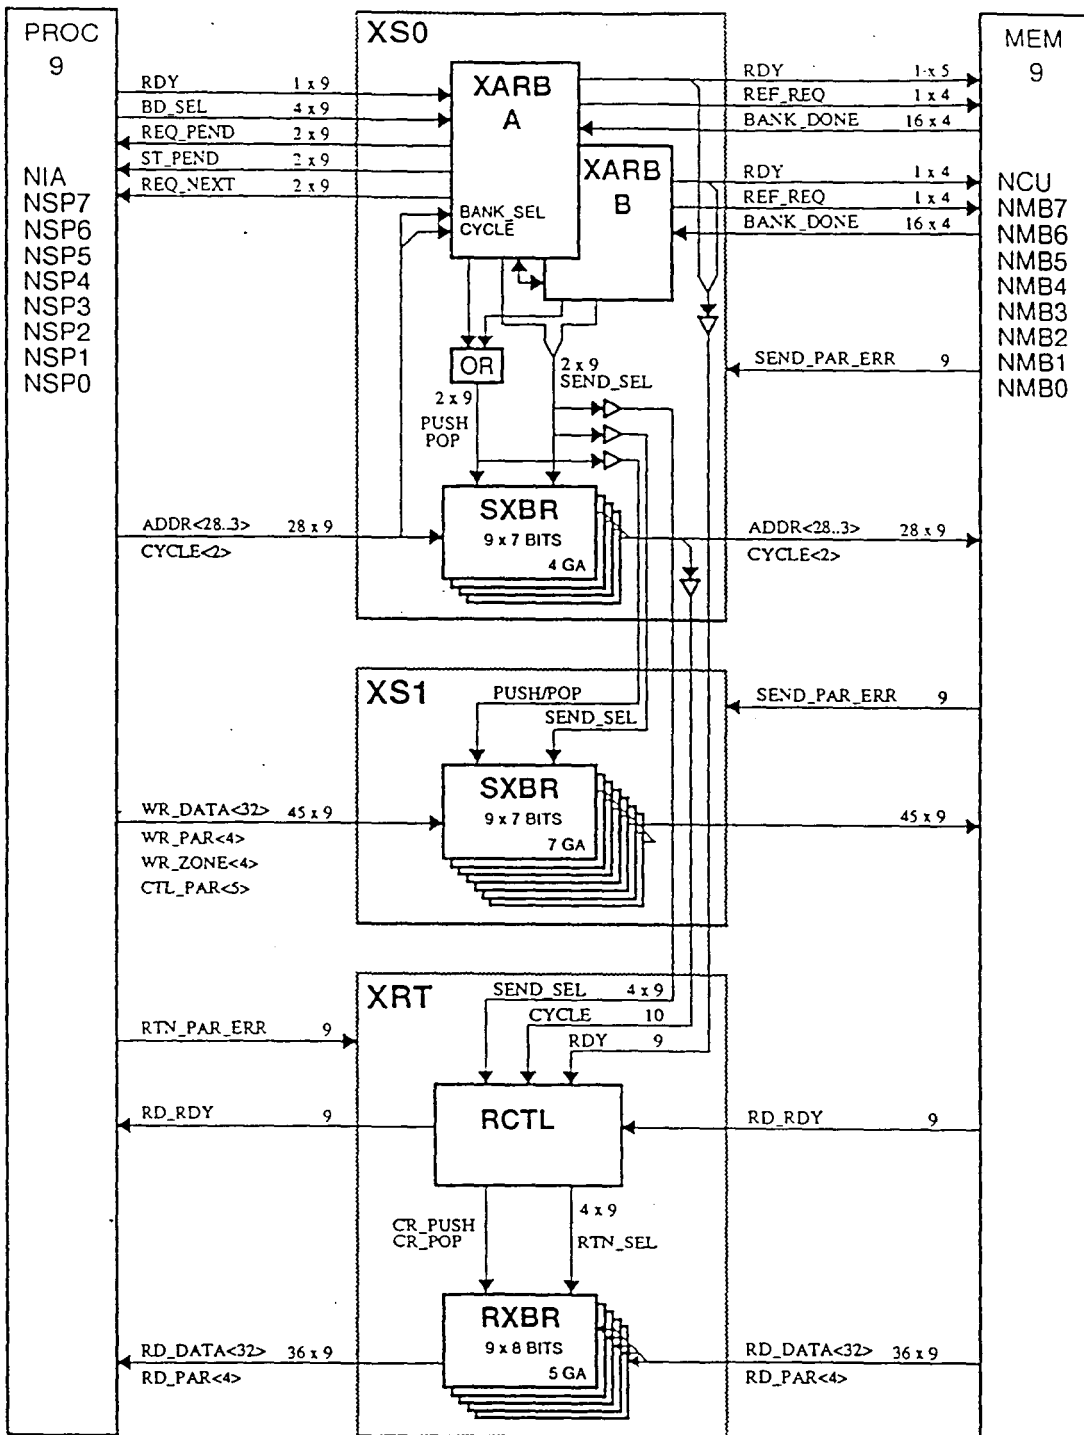 PROC
9
NIA
NSP7
NSP6
NSP5
NSP4
NSP3
NSP2
NSP1
NSP0
RDY 1 x 9
BD_SEL 4 x 9
REQ_PEND 2 x 9
ST_PEND 2 x 9
REQ_NEXT 2 x 9
XS0
XARB
A
BANK_SEL
CYCLE
XARB
B
RDY 1 x 5
REF_REQ 1 x 4
BANK_DONE 16 x 4
RDY 1 x 4
REF_REQ 1 x 4
BANK_DONE 16 x 4
MEM
9
NCU
NMB7
NMB6
NMB5
NMB4
NMB3
NMB2
NMB1
NMB0
OR
2 x 9
PUSH
POP
2 x 9
SEND_SEL
SEND_PAR_ERR 9
ADDR<28..3> 28 x 9
CYCLE<2>
SXBR
9 x 7 BITS
4 GA
ADDR<28..3> 28 x 9
CYCLE<2>
XS1
PUSH/POP
SEND_SEL
SEND_PAR_ERR 9
WR_DATA<32> 45 x 9
WR_PAR<4>
WR_ZONE<4>
CTL_PAR<5>
SXBR
9 x 7 BITS
7 GA
45 x 9
XRT
SEND_SEL 4 x 9
CYCLE 10
RDY 9
RTN_PAR_ERR 9
RD_RDY 9
RCTL
RD_RDY 9
CR_PUSH
CR_POP
4 x 9
RTN_SEL
RD_DATA<32> 36 x 9
RD_PAR<4>
RXBR
9 x 8 BITS
5 GA
RD_DATA<32> 36 x 9
RD_PAR<4>